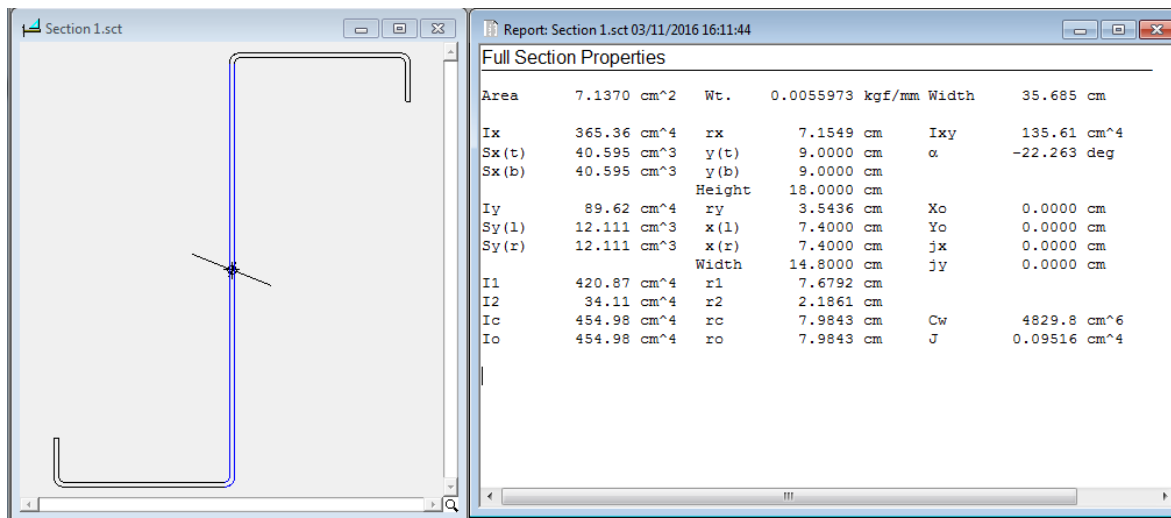 Section 1.sct
Report: Section 1.sct 03/11/2016 16:11:44
Full Section Properties
Area 7.1370 cm^2 Wt. 0.0055973 kgf/mm Width 35.685 cm
Ix 365.36 cm^4 rx 7.1549 cm Ixy 135.61 cm^4
Sx(t) 40.595 cm^3 y(t) 9.0000 cm α -22.263 deg
Sx(b) 40.595 cm^3 y(b) 9.0000 cm
Height 18.0000 cm
Iy 89.62 cm^4 ry 3.5436 cm Xo 0.0000 cm
Sy(l) 12.111 cm^3 x(l) 7.4000 cm Yo 0.0000 cm
Sy(r) 12.111 cm^3 x(r) 7.4000 cm jx 0.0000 cm
Width 14.8000 cm jy 0.0000 cm
I1 420.87 cm^4 r1 7.6792 cm
I2 34.11 cm^4 r2 2.1861 cm
Ic 454.98 cm^4 rc 7.9843 cm Cw 4829.8 cm^6
Io 454.98 cm^4 ro 7.9843 cm J 0.09516 cm^4